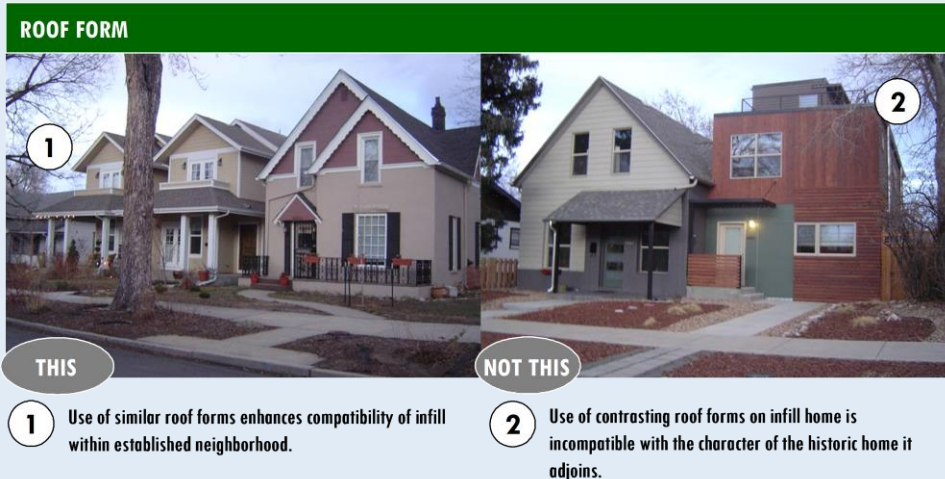 ROOF FORM
1
2
THIS
NOT THIS
1
Use of similar roof forms enhances compatibility of infill
within established neighborhood.
2
Use of contrasting roof forms on infill home is
incompatible with the character of the historic home it
adjoins.